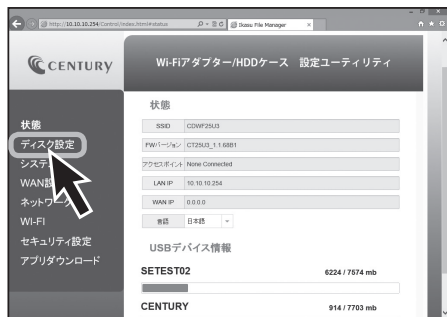 http://10.10.10.254/Control/index.html#status
Ikasu File Manager
CENTURY
Wi-Fiアダプター/HDDケース 設定ユーティリティ
状態
ディスク設定
WAN設
ネットワーク
WI-FI
セキュリティ設定
アプリダウンロード
状態
SSID CDWF25U3
FWバージョン CT25U3_1.1.68B1
アクセスポイント None Connected
LAN IP 10.10.10.254
WAN IP 0.0.0.0
言語 日本語
USBデバイス情報
SETEST02 6224 / 7574 mb
CENTURY 914 / 7703 mb